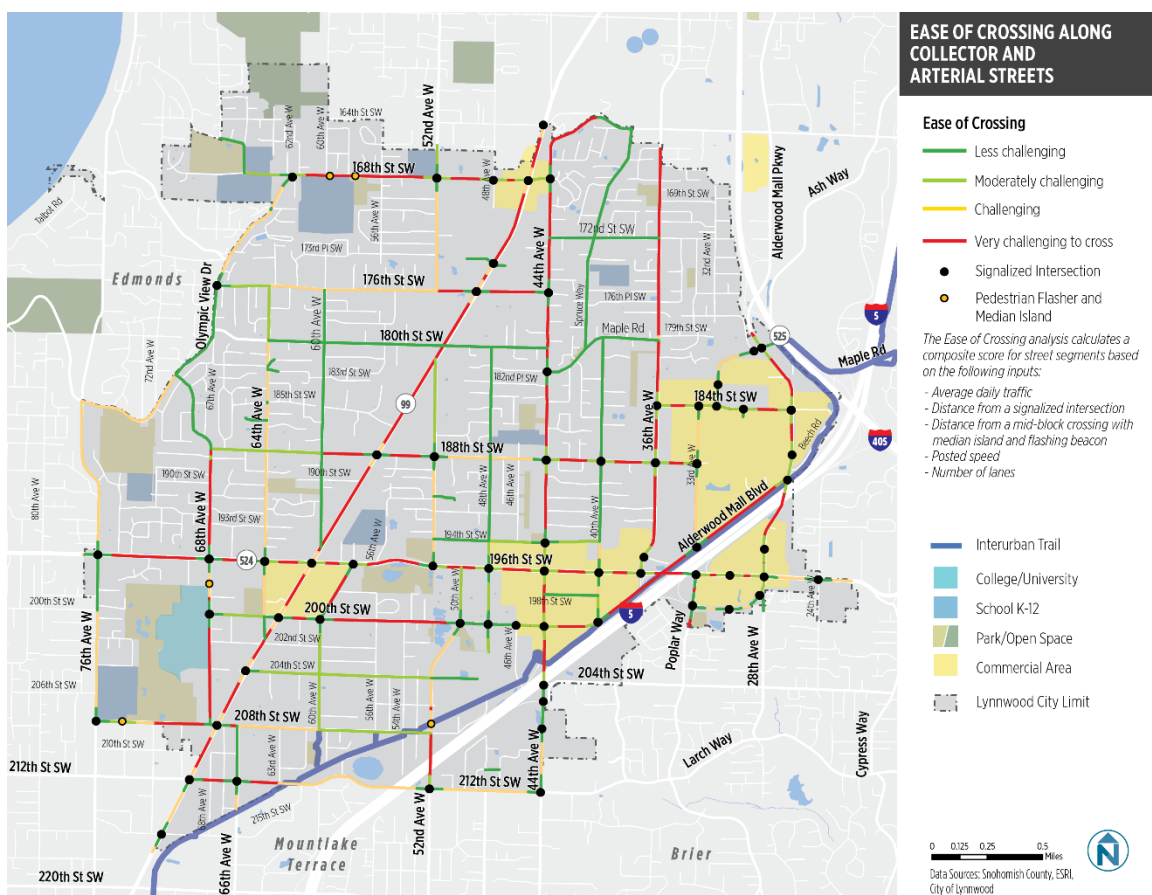 EASE OF CROSSING ALONG
COLLECTOR AND
ARTERIAL STREETS
Ease of Crossing
Less challenging
Moderately challenging
Challenging
Very challenging to cross
Signalized Intersection
Pedestrian Flasher and
Median Island
The Ease of Crossing analysis calculates a
composite score for street segments based
on the following inputs:
- Average daily traffic
- Distance from a signalized intersection
- Distance from a mid-block crossing with
median island and flashing beacon
- Posted speed
- Number of lanes
Interurban Trail
College/University
School K-12
Park/Open Space
Commercial Area
Lynnwood City Limit
0 0.125 0.25 0.5
Miles
Data Sources: Snohomish County, ESRI,
City of Lynnwood
N
164th St SW
62nd Ave W
60th Ave W
52nd Ave W
168th St SW
48th Ave W
56th Ave W
169th St SW
Alderwood Mall Pkwy
Ash Way
Talbot Rd
173rd Pl SW
172nd St SW
32nd Ave W
Edmonds
176th St SW
44th Ave W
Spruce Way
176th Pl SW
Olympic View Dr
60th Ave W
180th St SW
Maple Rd
179th St SW
525
5
Maple Rd
72nd Ave W
67th Ave W
183rd St SW
182nd Pl SW
185th St SW
64th Ave W
99
184th St SW
36th Ave W
Beech Rd
405
188th St SW
190th St SW
190th St SW
48th Ave W
46th Ave W
33rd Ave W
80th Ave W
68th Ave W
193rd St SW
194th St SW
40th Ave W
Alderwood Mall Blvd
56th Ave W
524
196th St SW
200th St SW
200th St SW
50th Ave W
198th St SW
5
24th Ave W
76th Ave W
202nd St SW
46th Ave W
Poplar Way
28th Ave W
204th St SW
204th St SW
206th St SW
208th St SW
60th Ave W
56th Ave W
54th Ave W
210th St SW
63rd Ave W
212th St SW
212th St SW
44th Ave W
Larch Way
Cypress Way
68th Ave W
66th Ave W
215th St SW
52nd Ave W
Mountlake
Terrace
Brier
220th St SW